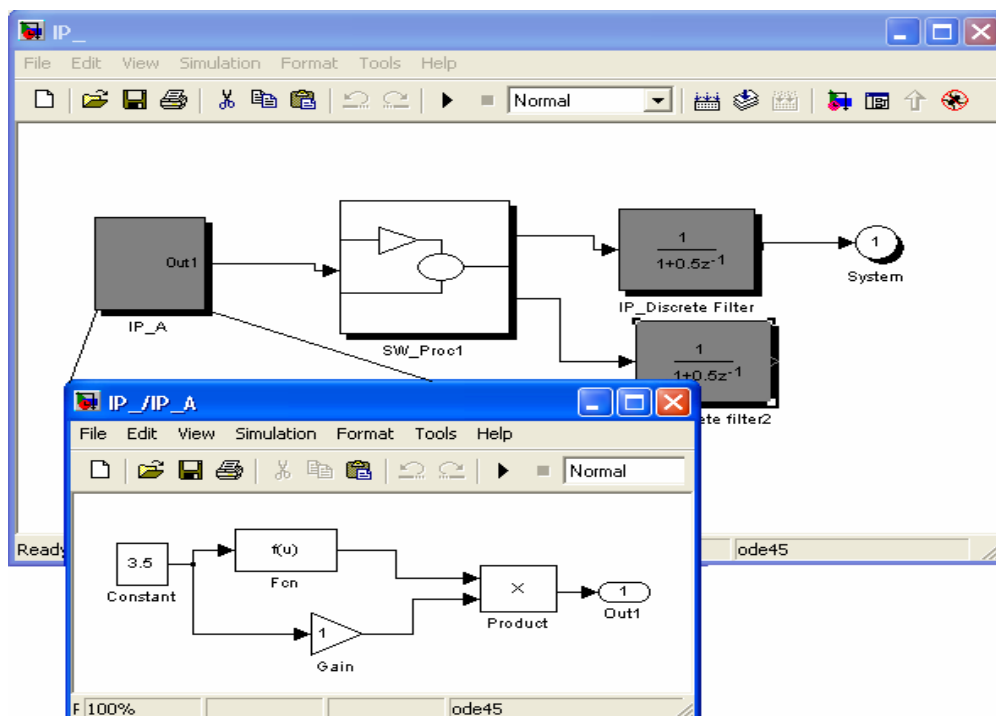 IP_
File Edit View Simulation Format Tools Help
Normal
Out1
IP_A
SW_Proc1
1
1+0.5z-1
IP_Discrete Filter
1
System
1
1+0.5z-1
filter2
Ready
ode45
IP_/IP_A
File Edit View Simulation Format Tools Help
Normal
3.5
Constant
f(u)
Fcn
1
Gain
×
Product
1
Out1
F 100%
ode45